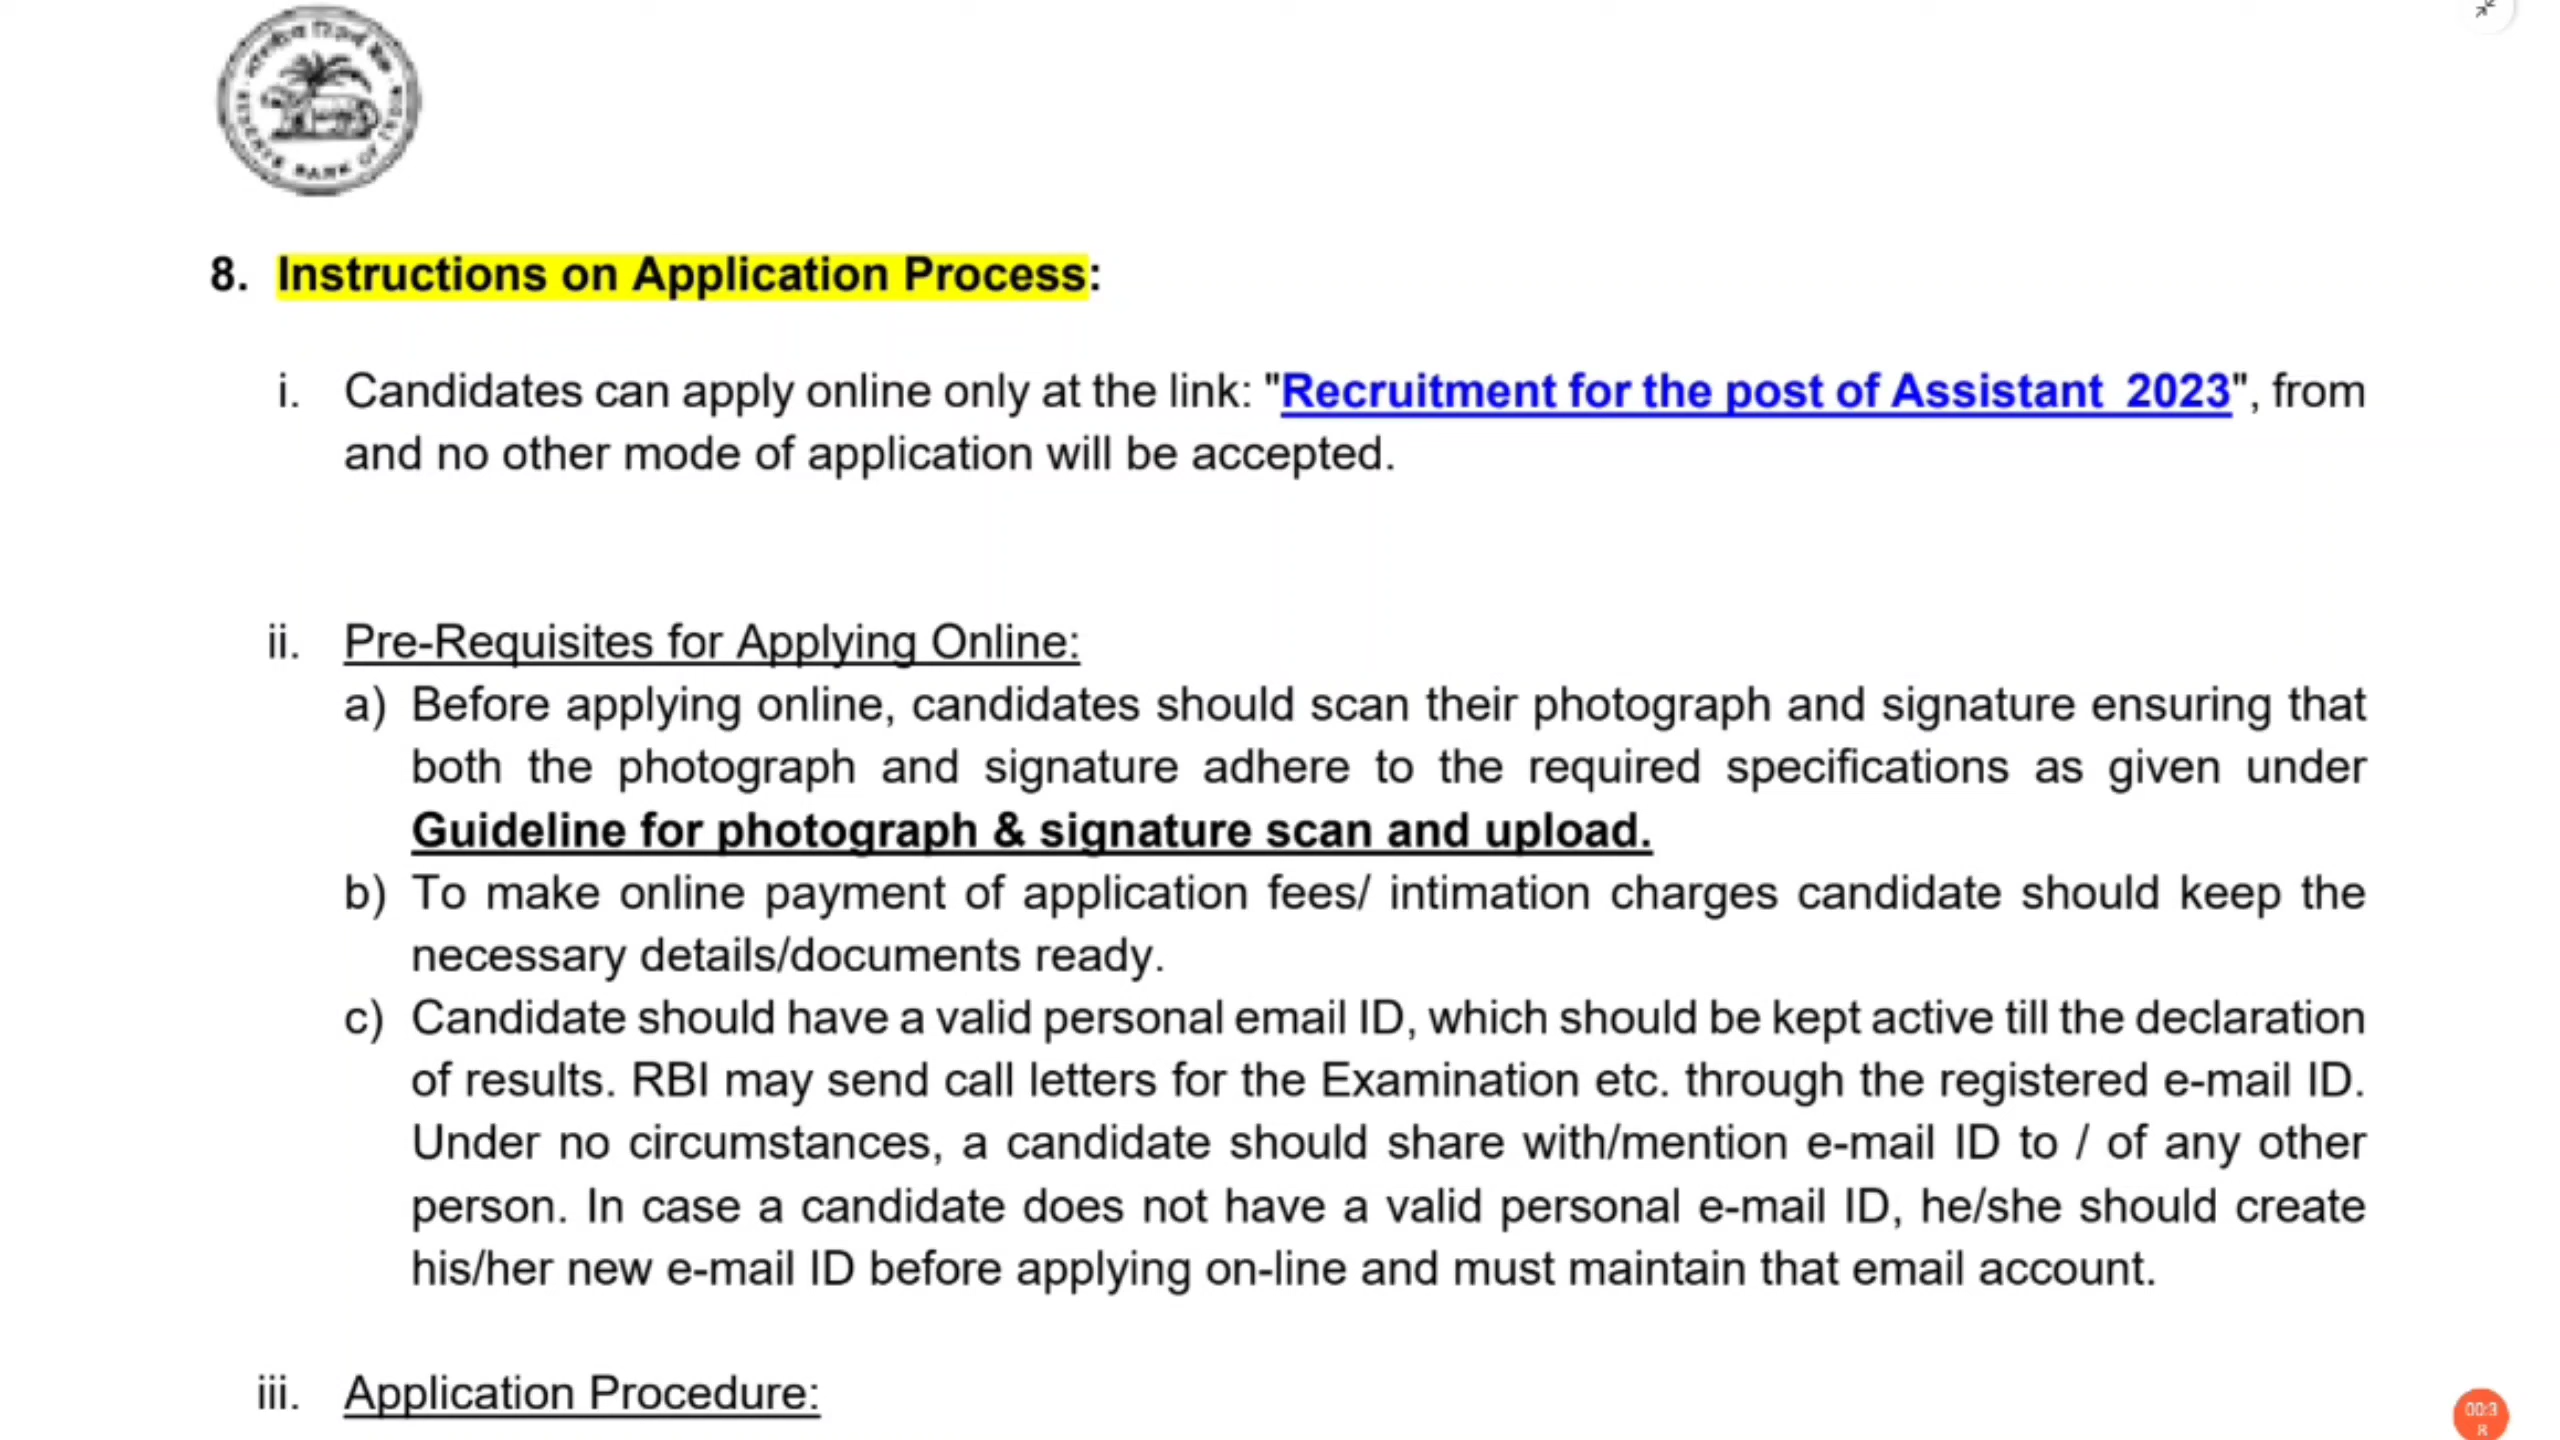 RESERVE BANK OF INDIA
8. Instructions on Application Process:
i. Candidates can apply online only at the link: "Recruitment for the post of Assistant 2023", from
and no other mode of application will be accepted.
ii. Pre-Requisites for Applying Online:
a) Before applying online, candidates should scan their photograph and signature ensuring that
both the photograph and signature adhere to the required specifications as given under
Guideline for photograph & signature scan and upload.
b) To make online payment of application fees/ intimation charges candidate should keep the
necessary details/documents ready.
c) Candidate should have a valid personal email ID, which should be kept active till the declaration
of results. RBI may send call letters for the Examination etc. through the registered e-mail ID.
Under no circumstances, a candidate should share with/mention e-mail ID to / of any other
person. In case a candidate does not have a valid personal e-mail ID, he/she should create
his/her new e-mail ID before applying on-line and must maintain that email account.
iii. Application Procedure:
00:3